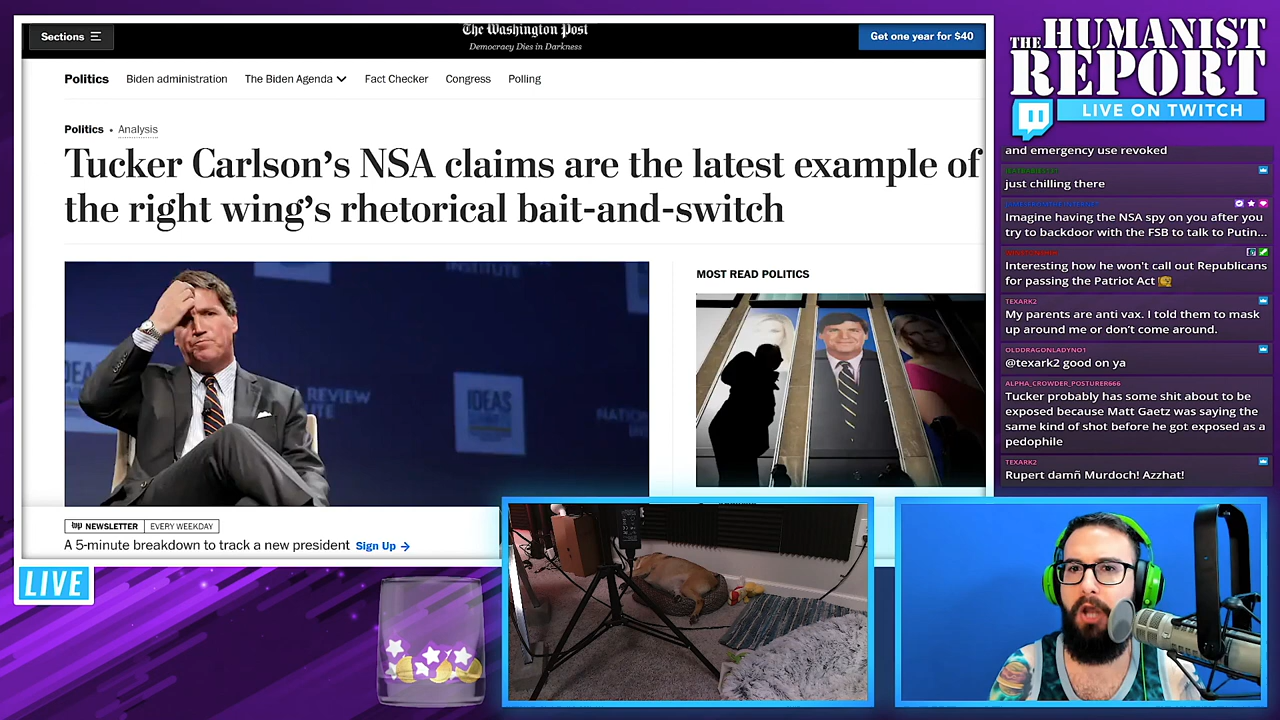 Sections
The Washington Post
Democracy Dies in Darkness
Get one year for $40
Politics
Biden administration
The Biden Agenda
Fact Checker
Congress
Polling
Politics • Analysis
Tucker Carlson's NSA claims are the latest example of
the right wing's rhetorical bait-and-switch
REVIEW
INSTITUTE
IDEAS
MOST READ POLITICS
wp NEWSLETTER
EVERY WEEKDAY
A 5-minute breakdown to track a new president Sign Up →
LIVE
THE HUMANIST
REPORT
LIVE ON TWITCH
and emergency use revoked
just chilling there
Imagine having the NSA spy on you after you
try to backdoor with the FSB to talk to Putin...
Interesting how he won't call out Republicans
for passing the Patriot Act
TEXARK2
My parents are anti vax. I told them to mask
up around me or don't come around.
OLDDRAGONLADYNO1
@texark2 good on ya
ALPHA_CROWDER_POSTURER666
Tucker probably has some shit about to be
exposed because Matt Gaetz was saying the
same kind of shot before he got exposed as a
pedophile
TEXARK2
Rupert damñ Murdoch! Azzhat!